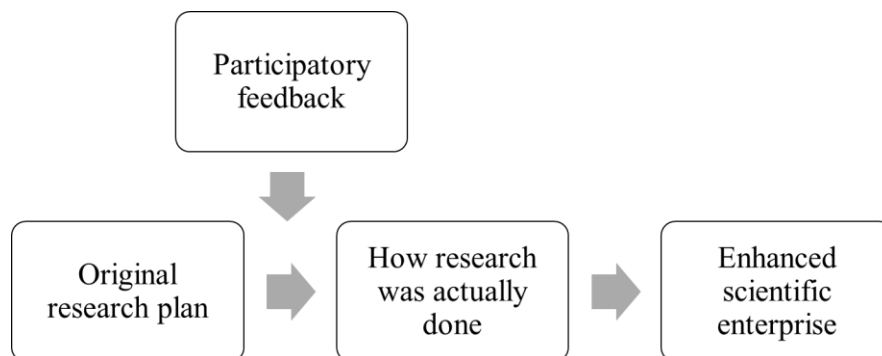 Participatory
feedback
Original
research plan
How research
was actually
done
Enhanced
scientific
enterprise